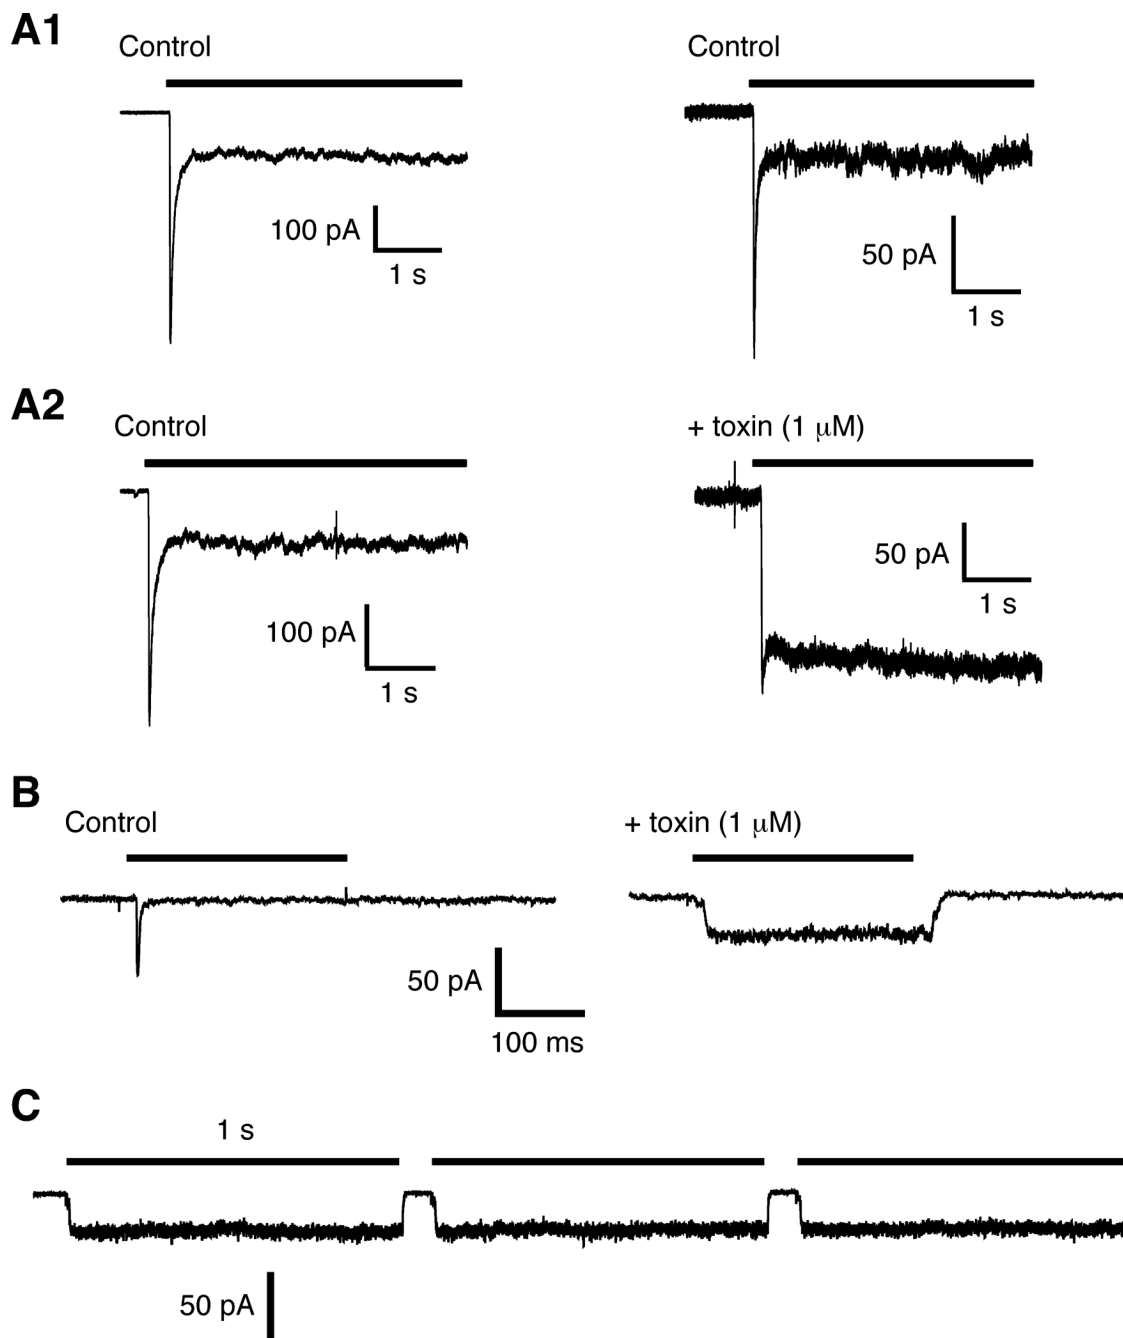 A1
Control
Control
100 pA
1 s
50 pA
1 s
A2
Control
+ toxin (1 μM)
100 pA
1 s
50 pA
1 s
B
Control
+ toxin (1 μM)
50 pA
100 ms
C
1 s
50 pA